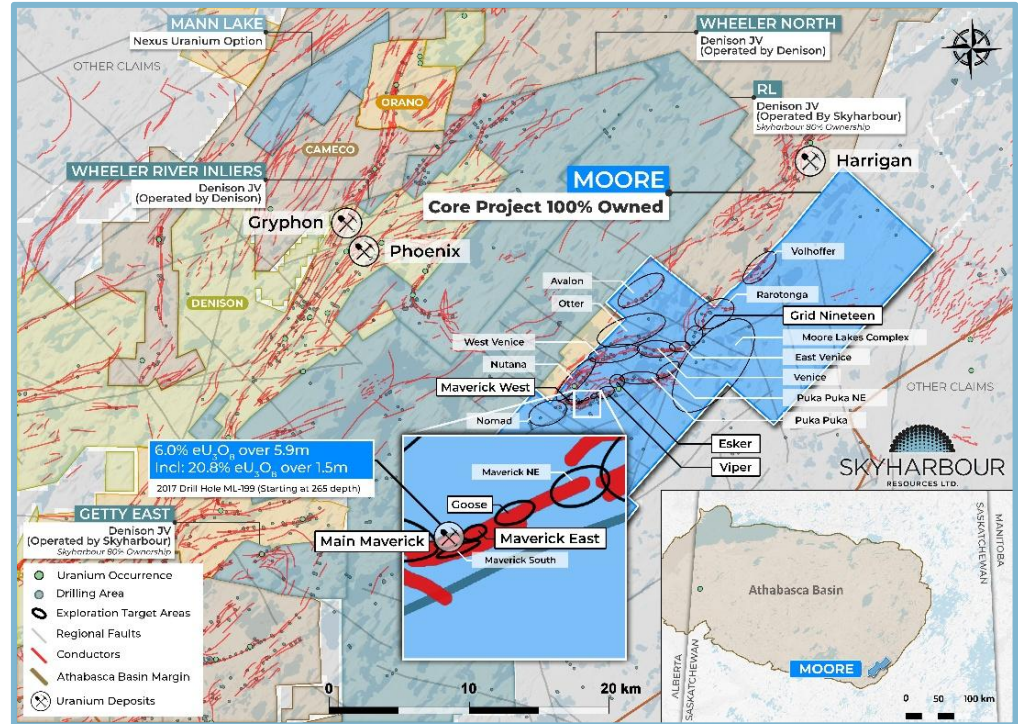 MANN LAKE
Nexus Uranium Option
WHEELER NORTH
Denison JV
(Operated by Denison)
OTHER CLAIMS
ORANO
RL
Denison JV
(Operated By Skyharbour)
Skyharbour 80% Ownership
CAMECO
Harrigan
WHEELER RIVER INLIERS
Denison JV
(Operated by Denison)
MOORE
Core Project 100% Owned
Gryphon
Phoenix
Volhoffer
Avalon
Rarotonga
DENISON
Otter
Grid Nineteen
West Venice
Moore Lakes Complex
Nutana
East Venice
Maverick West
Venice
OTHER CLAIMS
Puka Puka NE
Nomad
Puka Puka
Esker
Viper
6.0% eU3O8 over 5.9m
Incl: 20.8% eU3O8 over 1.5m
2017 Drill Hole ML-199 (Starting at 265 depth)
SKYHARBOUR
RESOURCES LTD.
Maverick NE
Goose
Main Maverick
Maverick East
Maverick South
GETTY EAST
Denison JV
(Operated by Skyharbour)
Skyharbour 80% Ownership
Uranium Occurrence
Drilling Area
Exploration Target Areas
Regional Faults
Conductors
Athabasca Basin Margin
Uranium Deposits
0 10 20 km
SASKATCHEWAN
MANITOBA
Athabasca Basin
MOORE
ALBERTA
SASKATCHEWAN
0 50 100 km